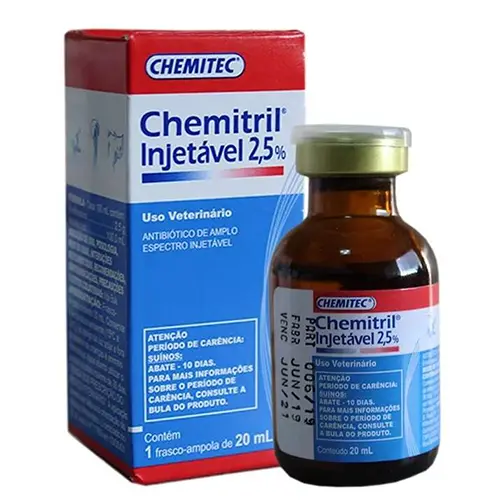 CHEMITEC®
Chemitril®
Injetável 2,5%
Uso Veterinário
ANTIBIÓTICO DE AMPLO
ESPECTRO INJETÁVEL
ATENÇÃO
PERÍODO DE CARÊNCIA:
SUÍNOS:
ABATE - 10 DIAS.
PARA MAIS INFORMAÇÕES
SOBRE O PERÍODO DE
CARÊNCIA, CONSULTE A
BULA DO PRODUTO.
Contém
1 frasco-ampola de 20 mL
CHEMITEC®
Chemitril®
Injetável 2,5%
Uso Veterinário
ATENÇÃO
PERÍODO DE CARÊNCIA:
SUÍNOS:
ABATE - 10 DIAS.
PARA MAIS INFORMAÇÕES
SOBRE O PERÍODO DE
CARÊNCIA, CONSULTE A
BULA DO PRODUTO.
Conteúdo 20 mL
PART
FABR JUN/19
VENC JUN/21